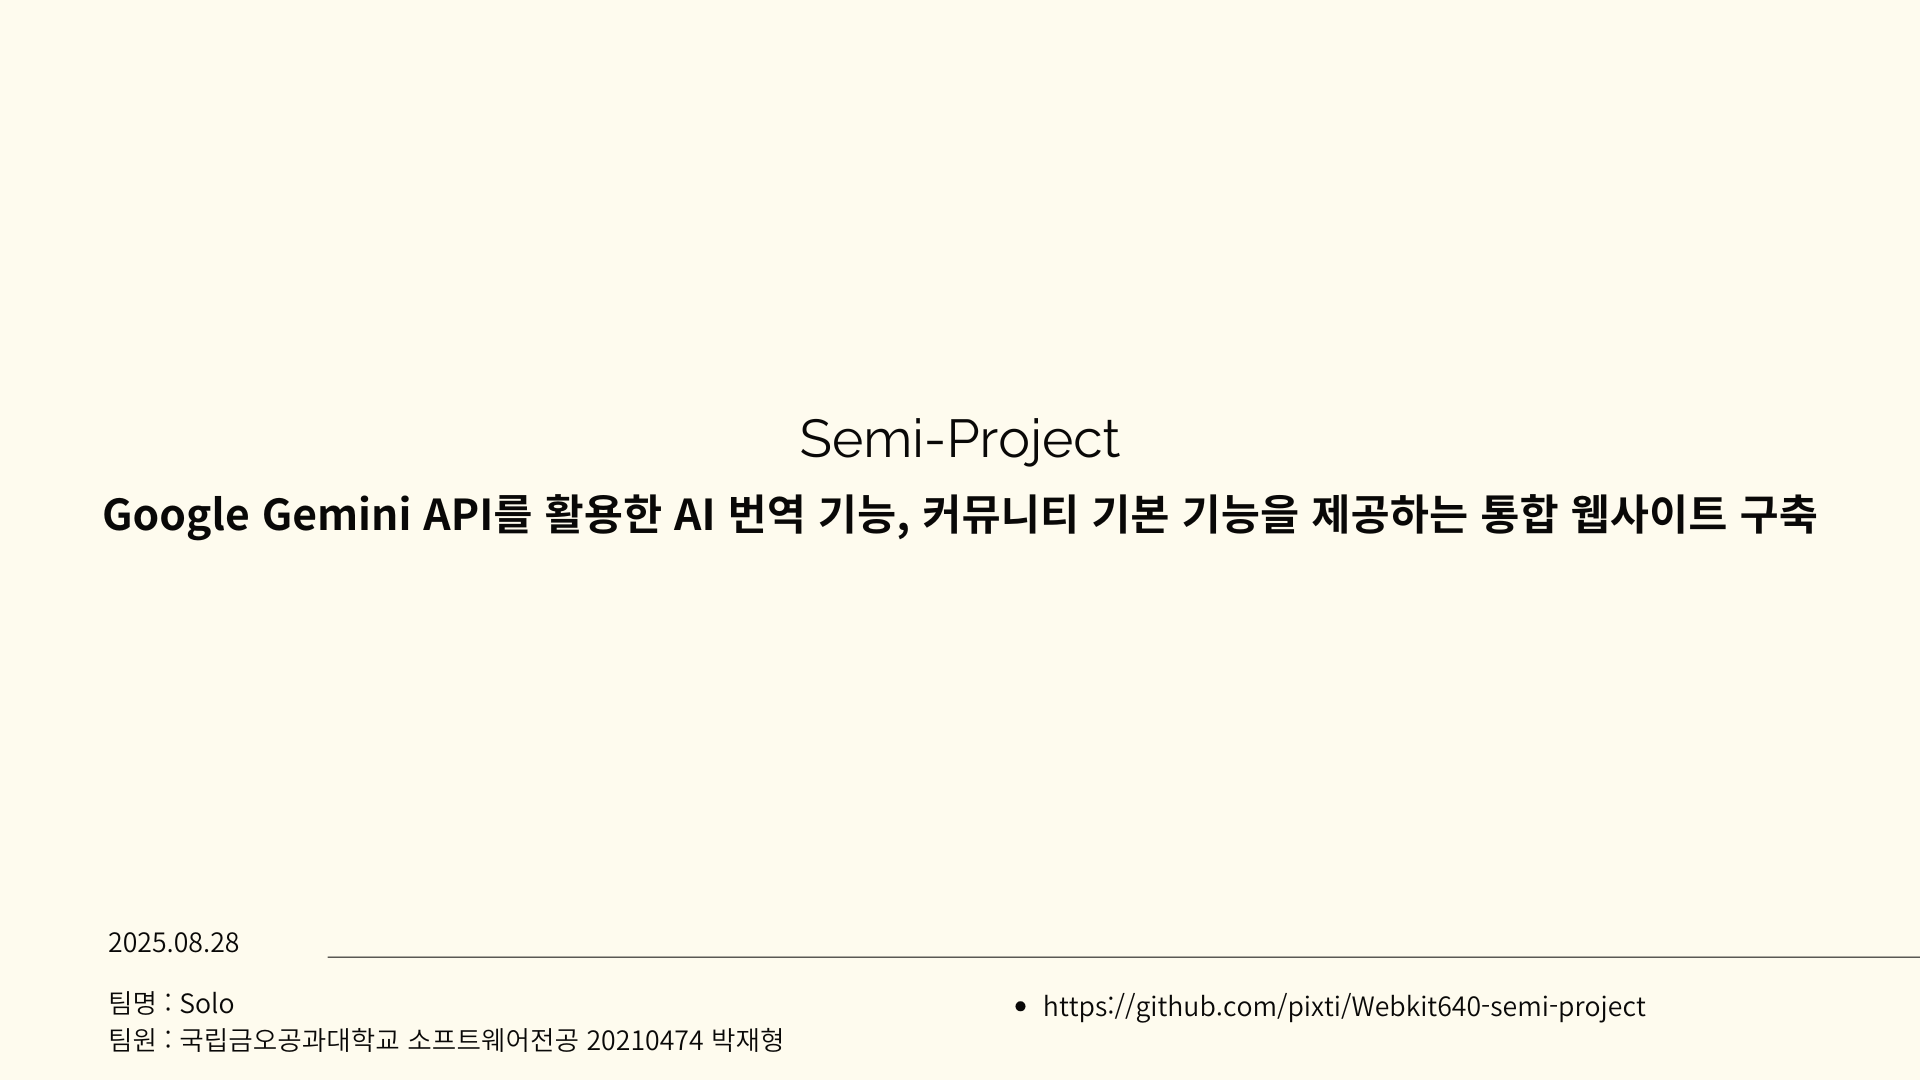 Semi-Project
Google Gemini API를 활용한 AI 번역 기능, 커뮤니티 기본 기능을 제공하는 통합 웹사이트 구축
2025.08.28
팀명 : Solo
팀원 : 국립금오공과대학교 소프트웨어전공 20210474 박재형
• https://github.com/pixti/Webkit640-semi-project